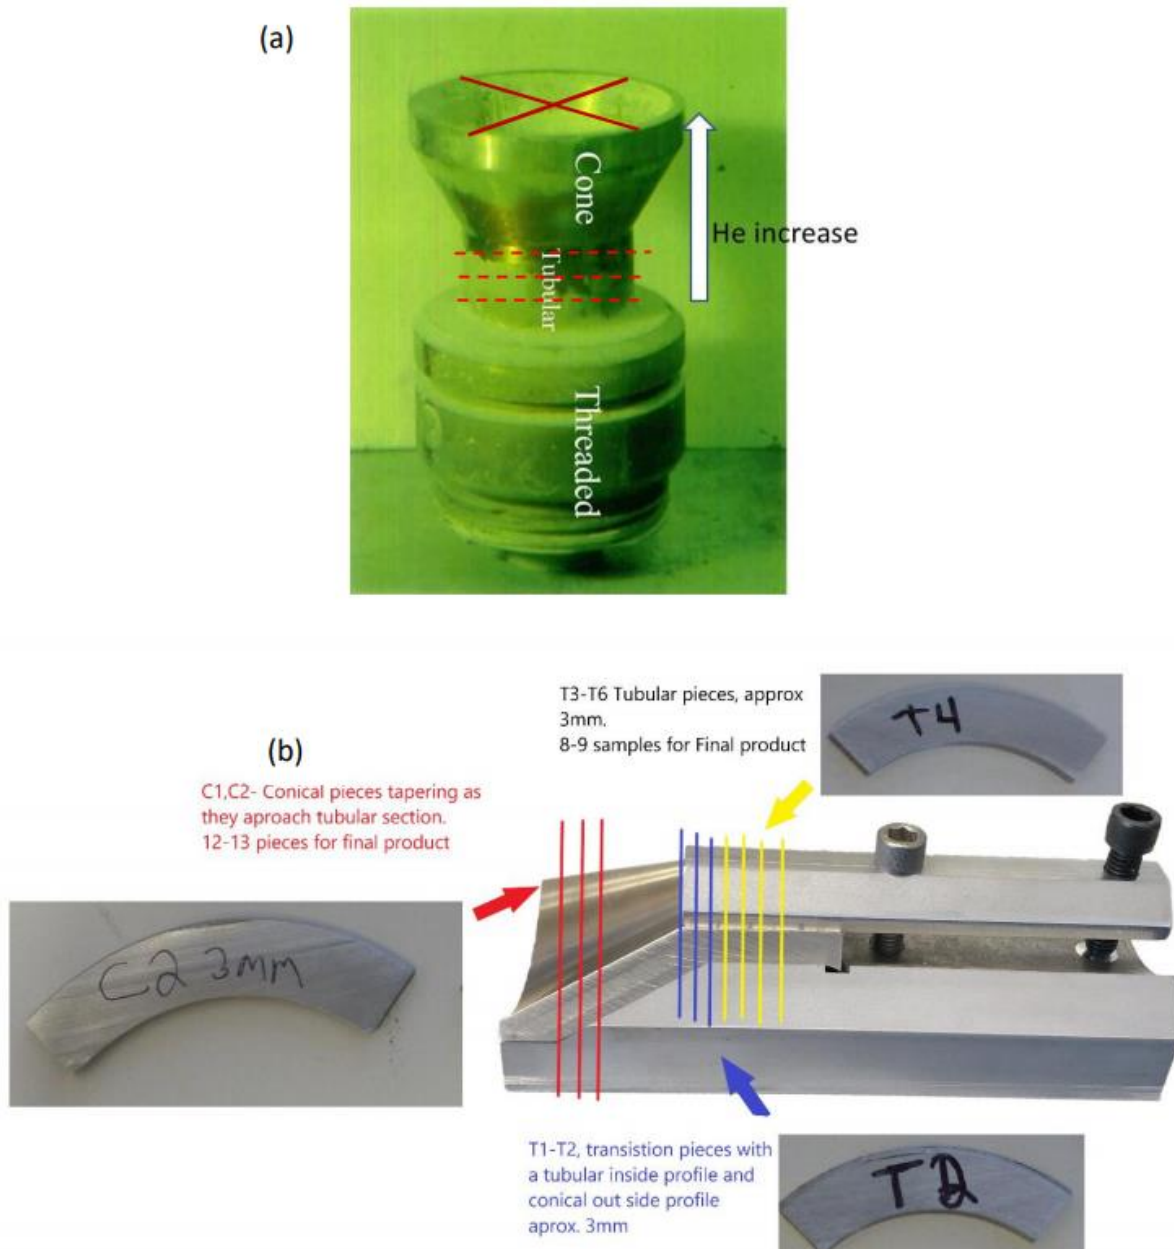 (a)
Cone
He increase
Tubular
Threaded
T3-T6 Tubular pieces, approx
3mm.
8-9 samples for Final product
T4
(b)
C1,C2- Conical pieces tapering as
they aproach tubular section.
12-13 pieces for final product
C2 3mm
T1-T2, transistion pieces with
a tubular inside profile and
conical out side profile
aprox. 3mm
T2